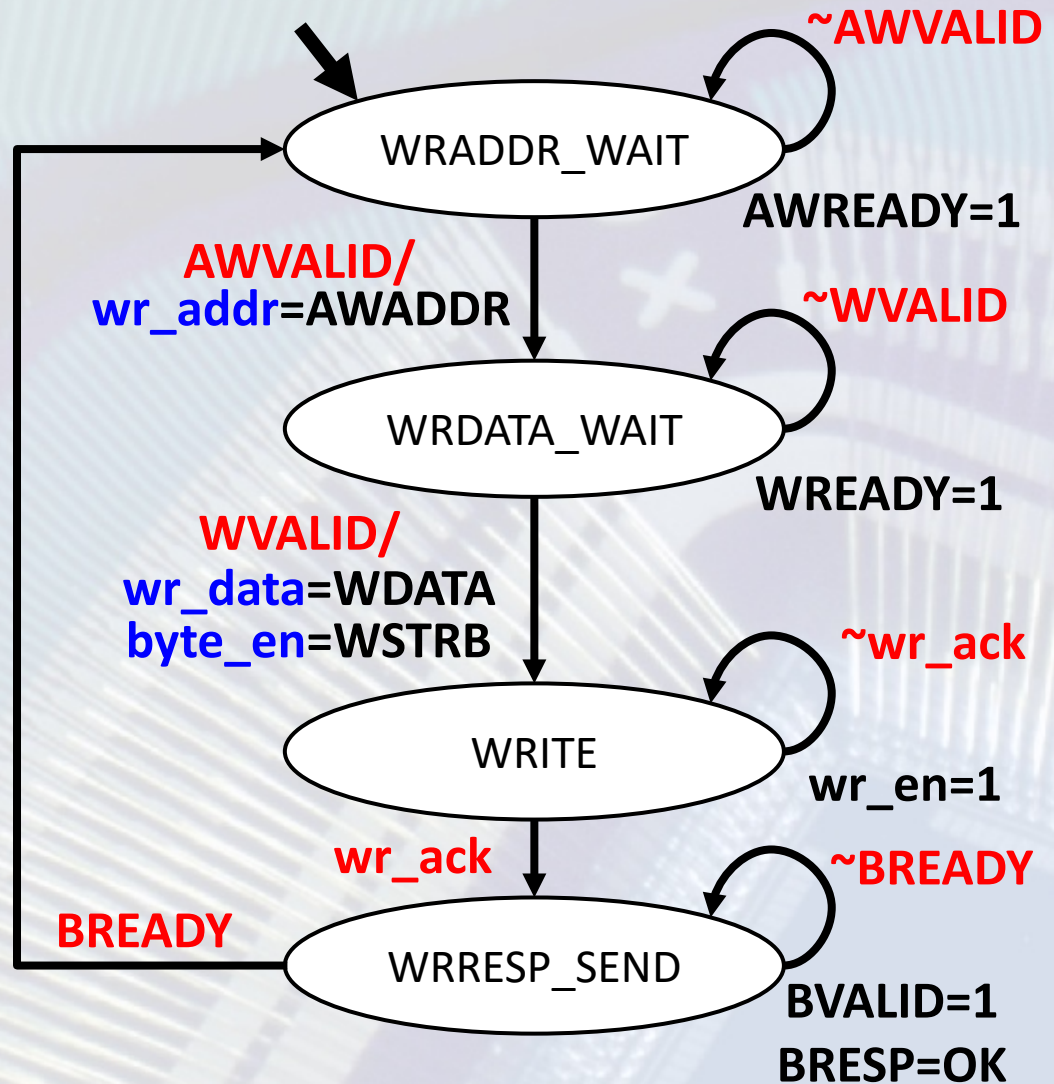 ~AWVALID
WRADDR_WAIT
AWREADY=1
AWVALID/
wr_addr=AWADDR
~WVALID
WRDATA_WAIT
WREADY=1
WVALID/
wr_data=WDATA
byte_en=WSTRB
~wr_ack
WRITE
wr_en=1
wr_ack
~BREADY
BREADY
WRRESP_SEND
BVALID=1
BRESP=OK